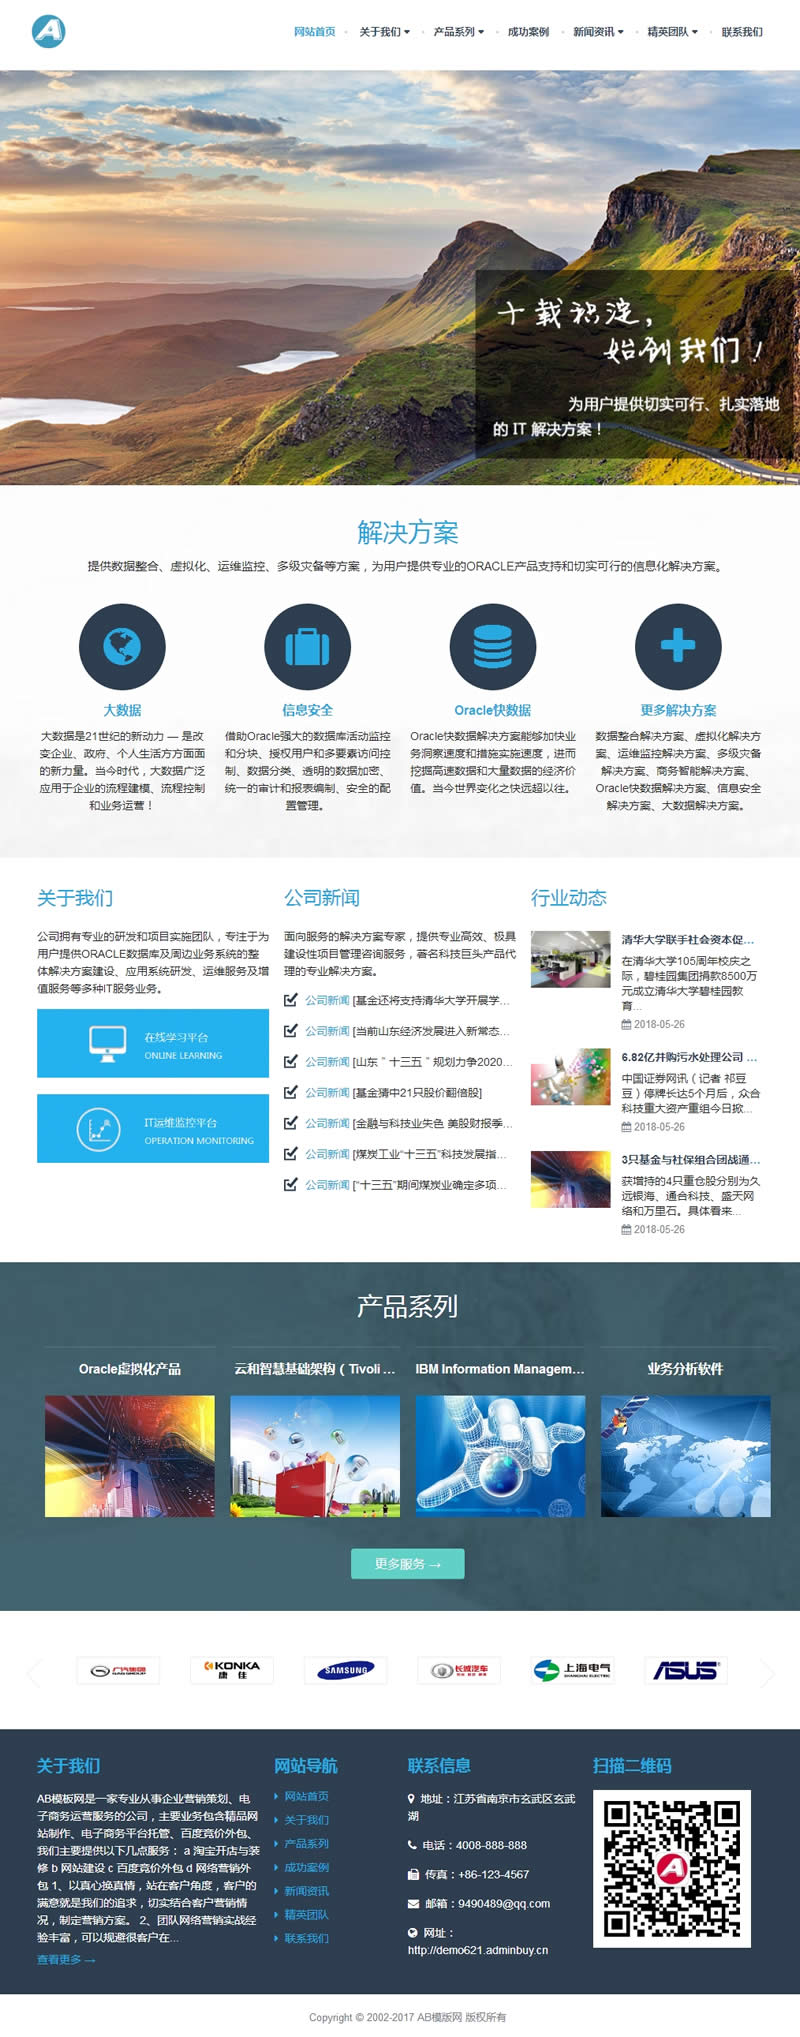 网站首页 关于我们 产品系列 成功案例 新闻资讯 精英团队 联系我们
十载积淀，
始创我们！
为用户提供切实可行、扎实落地
的 IT 解决方案！
解决方案
提供数据整合、虚拟化、运维监控、多级灾备等方案，为用户提供专业的ORACLE产品支持和切实可行的信息化解决方案。
大数据
大数据是21世纪的新动力 — 是改
变企业、政府、个人生活方方面面
的新力量。当今时代，大数据广泛
应用于企业的流程建模、流程控制
和业务运营！
信息安全
借助Oracle强大的数据库活动监控
和分块、授权用户和多要素访问控
制、数据分类、透明的数据加密、
统一的审计和报表编制、安全的配
置管理。
Oracle快数据
Oracle快数据解决方案能够加快业
务洞察速度和措施实施速度，进而
挖掘高速数据和大量数据的经济价
值。当今世界变化之快远超以往。
更多解决方案
数据整合解决方案、虚拟化解决方
案、运维监控解决方案、多级灾备
解决方案、商务智能解决方案、
Oracle快数据解决方案、信息安全
解决方案、大数据解决方案。
关于我们
公司拥有专业的研发和项目实施团队，专注于为
用户提供ORACLE数据库及周边业务系统的整
体解决方案建设、应用系统研发、运维服务及增
值服务等多种IT服务业务。
在线学习平台
ONLINE LEARNING
IT运维监控平台
OPERATION MONITORING
公司新闻
面向服务的解决方案专家，提供专业高效、极具
建设性项目管理咨询服务，著名科技巨头产品代
理的专业解决方案。
公司新闻 [基金还将支持清华大学开展学...
公司新闻 [当前山东经济发展进入新常态...
公司新闻 [山东＂十三五＂规划力争2020...
公司新闻 [基金猜中21只股价翻倍股]
公司新闻 [金融与科技业失色 美股财报季...
公司新闻 [煤炭工业“十三五”科技发展指...
公司新闻 [“十三五”期间煤炭业确定多项...
行业动态
清华大学联手社会资本促...
在清华大学105周年校庆之
际，碧桂园集团捐款8500万
元成立清华大学碧桂园教
育...
2018-05-26
6.82亿并购污水处理公司 ...
中国证券网讯（记者 祁豆
豆）停牌长达5个月后，众合
科技重大资产重组今日掀...
2018-05-26
3只基金与社保组合团战通...
获增持的4只重仓股分别为久
远银海、通合科技、盛天网
络和万里石。具体看来...
2018-05-26
产品系列
Oracle虚拟化产品
云和智慧基础架构（Tivoli ...
IBM Information Managem...
业务分析软件
更多服务 →
广汽集团
GAC GROUP
KONKA
康佳
SAMSUNG
长城汽车
上海电气
SHANGHAI ELECTRIC
ASUS
关于我们
AB模板网是一家专业从事企业营销策划、电
子商务运营服务的公司，主要业务包含精品网
站制作、电子商务平台托管、百度竞价外包、
我们主要提供以下几点服务： a 淘宝开店与装
修 b 网站建设 c 百度竞价外包 d 网络营销外
包 1、以真心换真情，站在客户角度，客户的
满意就是我们的追求，切实结合客户营销情
况，制定营销方案。 2、团队网络营销实战经
验丰富，可以规避很客户在...
查看更多 →
网站导航
网站首页
关于我们
产品系列
成功案例
新闻资讯
精英团队
联系我们
联系信息
地址：江苏省南京市玄武区玄武
湖
电话：4008-888-888
传真：+86-123-4567
邮箱：9490489@qq.com
网址：
http://demo621.adminbuy.cn
扫描二维码
Copyright © 2002-2017 AB模版网 版权所有